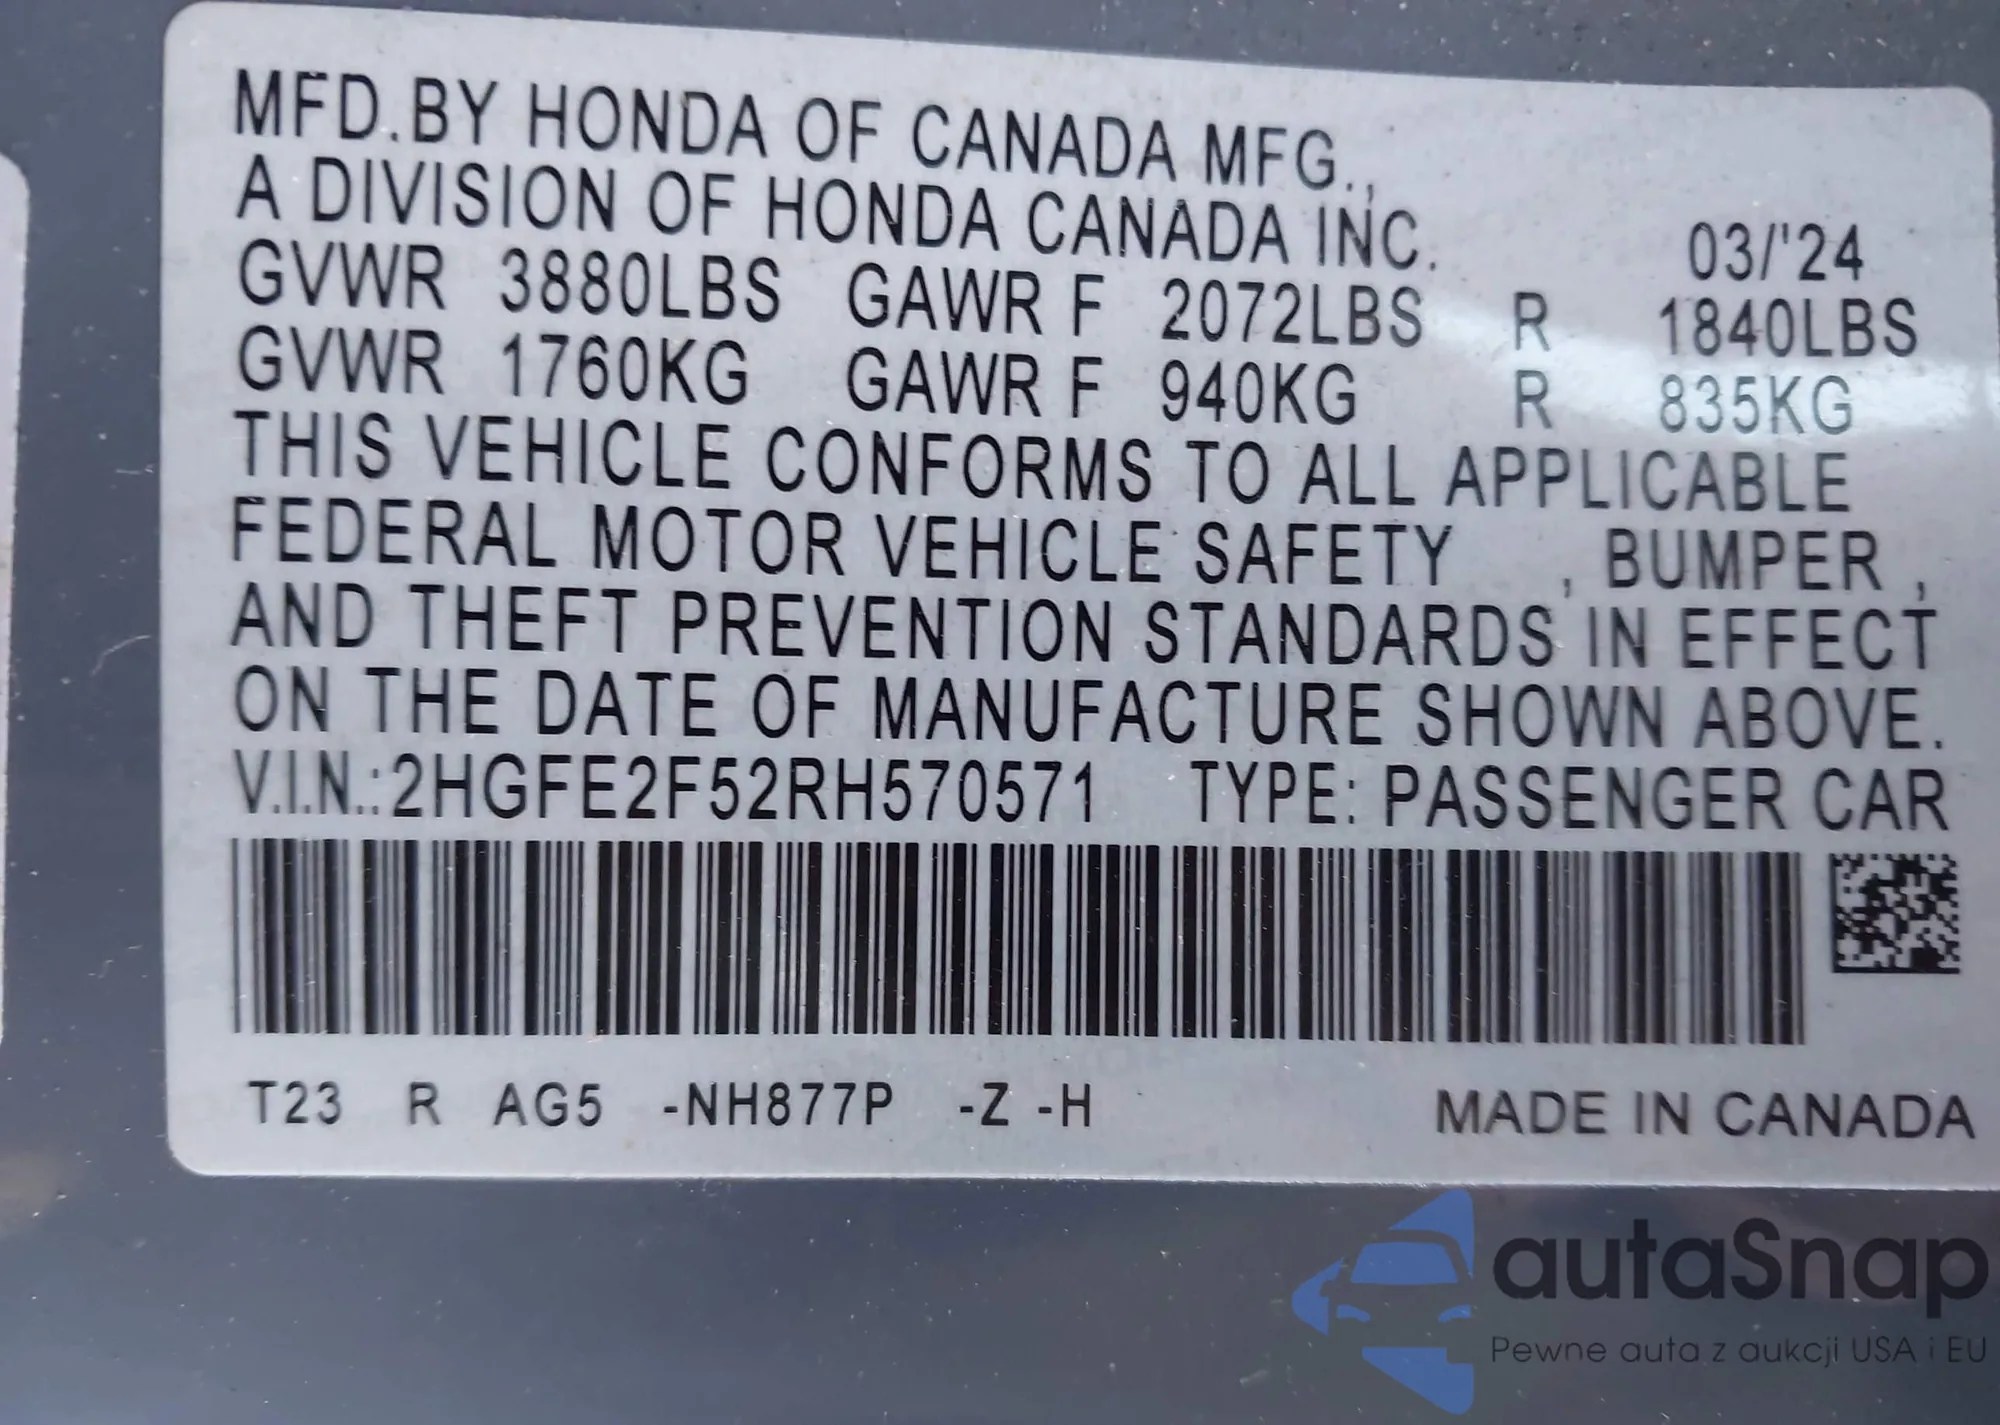 MFD.BY HONDA OF CANADA MFG.,
A DIVISION OF HONDA CANADA INC. 03/'24
GVWR 3880LBS GAWR F 2072LBS R 1840LBS
GVWR 1760KG GAWR F 940KG R 835KG
THIS VEHICLE CONFORMS TO ALL APPLICABLE
FEDERAL MOTOR VEHICLE SAFETY , BUMPER ,
AND THEFT PREVENTION STANDARDS IN EFFECT
ON THE DATE OF MANUFACTURE SHOWN ABOVE.
V.I.N.:2HGFE2F52RH570571 TYPE: PASSENGER CAR
T23 R AG5 -NH877P -Z -H MADE IN CANADA
autaSnap
Pewne auta z aukcji USA i EU